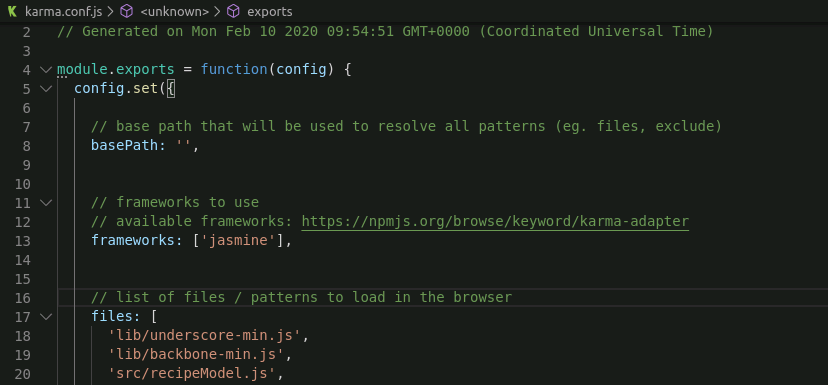 karma.conf.js > <unknown> > exports
2 // Generated on Mon Feb 10 2020 09:54:51 GMT+0000 (Coordinated Universal Time)
3
4 module.exports = function(config) {
5 config.set({
6
7 // base path that will be used to resolve all patterns (eg. files, exclude)
8 basePath: '',
9
10
11 // frameworks to use
12 // available frameworks: https://npmjs.org/browse/keyword/karma-adapter
13 frameworks: ['jasmine'],
14
15
16 // list of files / patterns to load in the browser
17 files: [
18 'lib/underscore-min.js',
19 'lib/backbone-min.js',
20 'src/recipeModel.js',